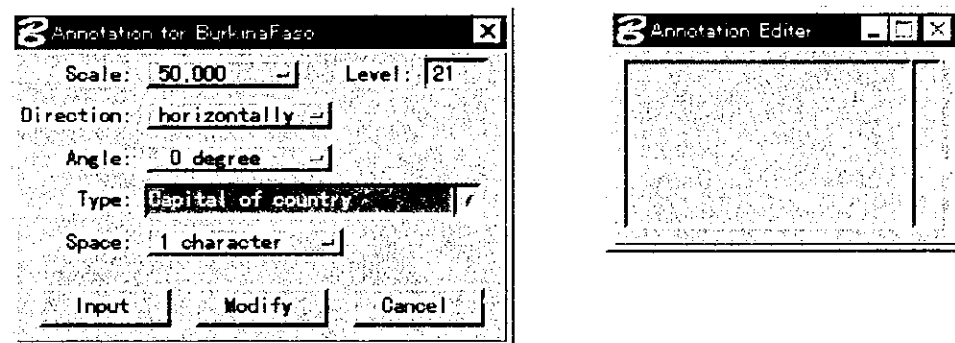 Annotation for BurkinaFaso
Scale: 50,000 Level: 21
Direction: horizontally
Angle: 0 degree
Type: Capital of country
Space: 1 character
Input Modify Cancel
Annotation Editer